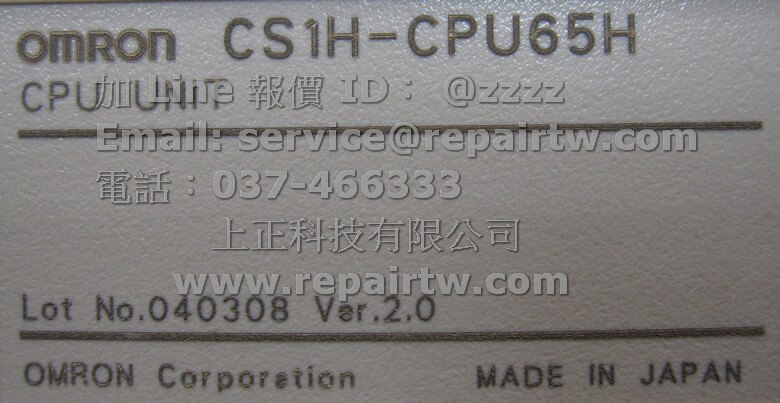 OMRON CS1H-CPU65H
CPU UNIT
加 Line 報價 ID： @zzzz
Email: service@repairtw.com
電話：037-466333
上正科技有限公司
www.repairtw.com
Lot No.040308 Ver.2.0
OMRON Corporation MADE IN JAPAN